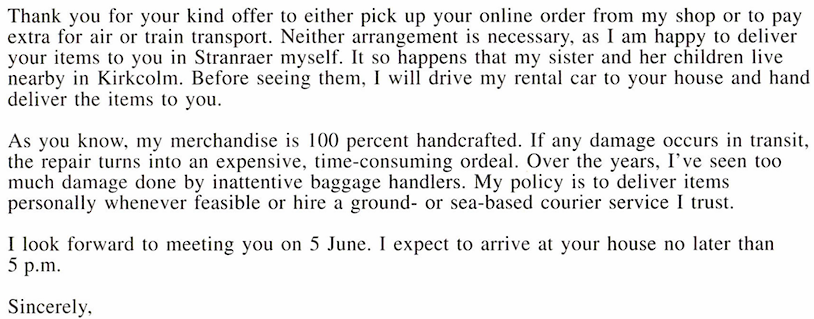 Thank you for your kind offer to either pick up your online order from my shop or to pay
extra for air or train transport. Neither arrangement is necessary, as I am happy to deliver
your items to you in Stranraer myself. It so happens that my sister and her children live
nearby in Kirkcolm. Before seeing them, I will drive my rental car to your house and hand
deliver the items to you.

As you know, my merchandise is 100 percent handcrafted. If any damage occurs in transit,
the repair turns into an expensive, time-consuming ordeal. Over the years, I've seen too
much damage done by inattentive baggage handlers. My policy is to deliver items
personally whenever feasible or hire a ground- or sea-based courier service I trust.

I look forward to meeting you on 5 June. I expect to arrive at your house no later than
5 p.m.

Sincerely,